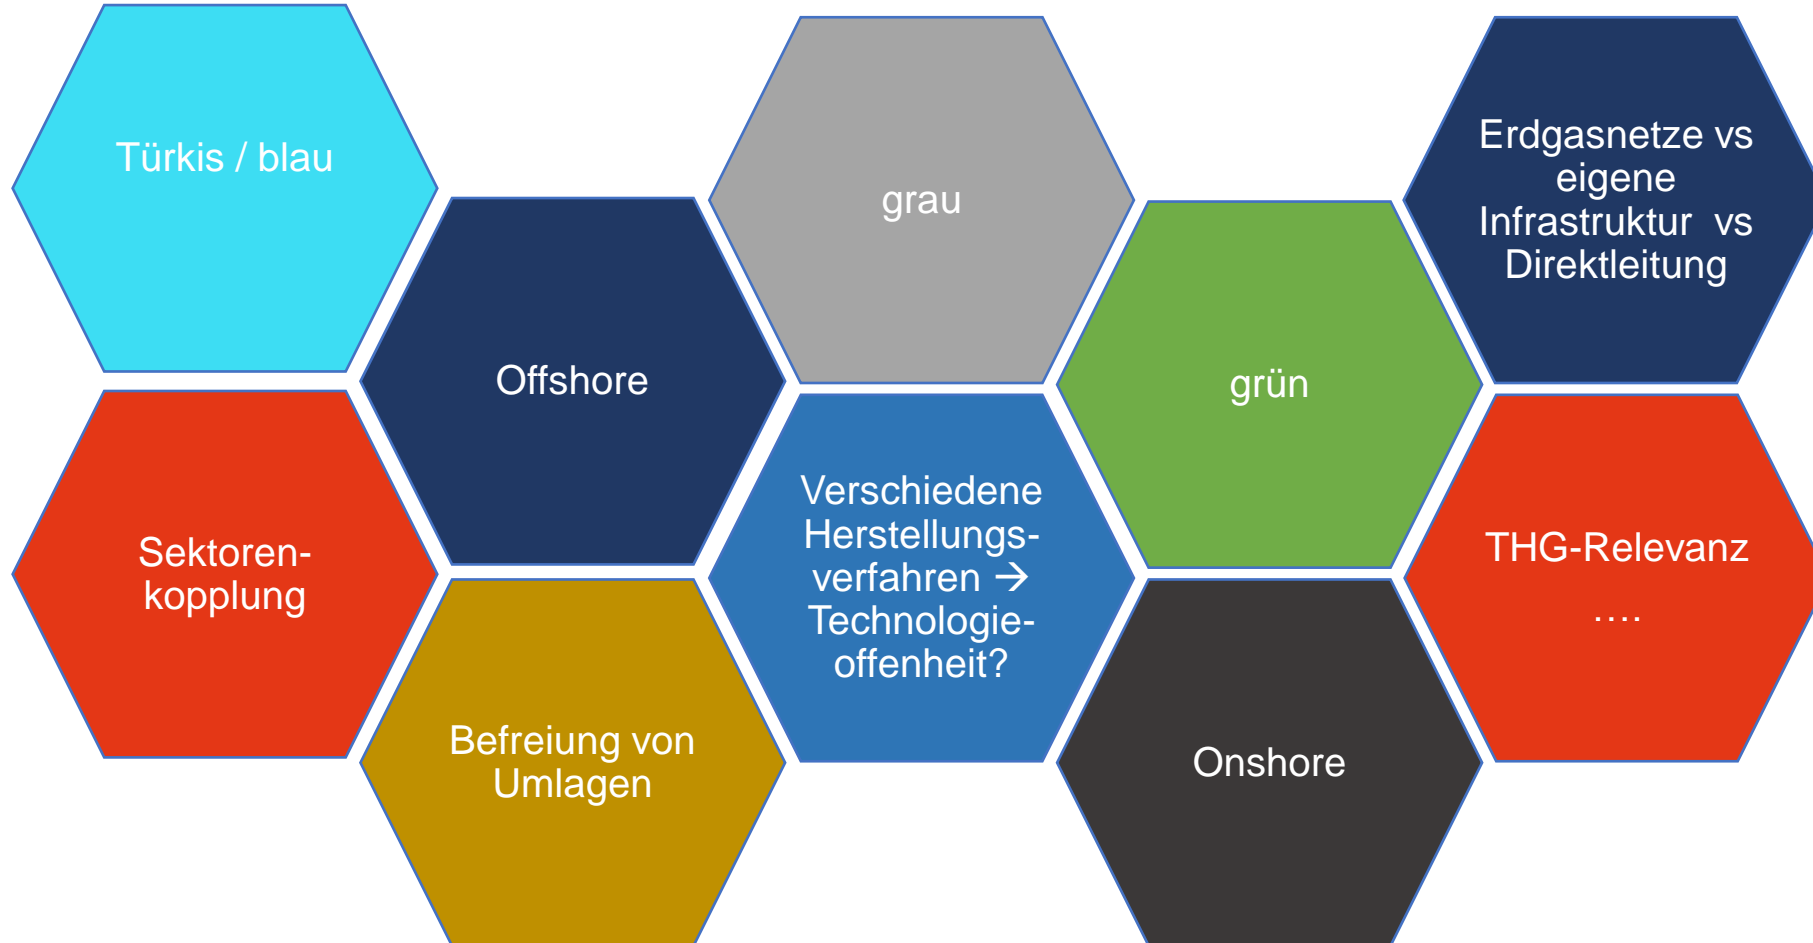 Türkis / blau
grau
Erdgasnetze vs
eigene
Infrastruktur vs
Direktleitung
Offshore
grün
Sektoren-
kopplung
Verschiedene
Herstellungs-
verfahren →
Technologie-
offenheit?
THG-Relevanz
....
Befreiung von
Umlagen
Onshore